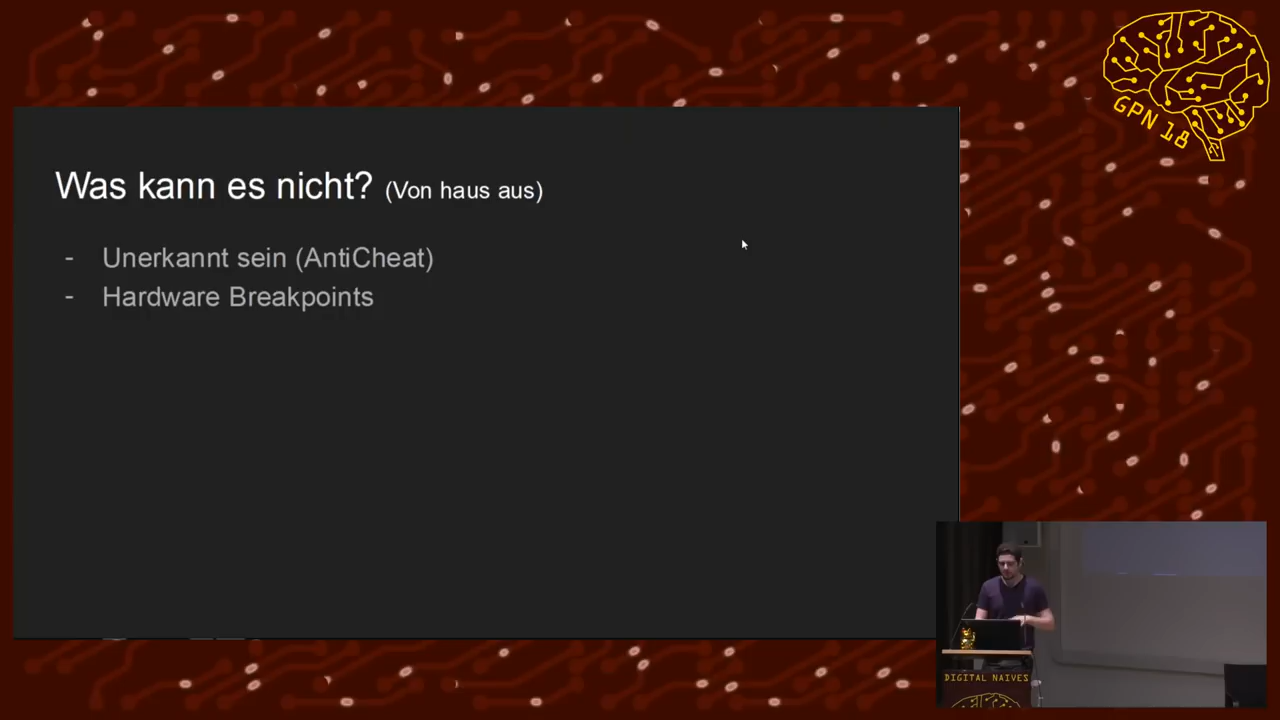 GPN 18
Was kann es nicht? (Von haus aus)
- Unerkannt sein (AntiCheat)
- Hardware Breakpoints
DIGITAL NAIVES